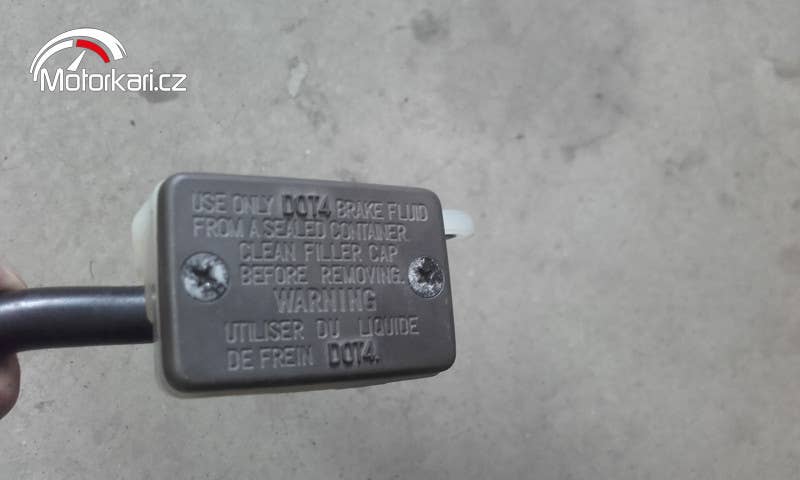 Motorkari.cz
USE ONLY DOT4 BRAKE FLUID
FROM A SEALED CONTAINER.
CLEAN FILLER CAP
BEFORE REMOVING.
WARNING
UTILISER DU LIQUIDE
DE FREIN DOT4.